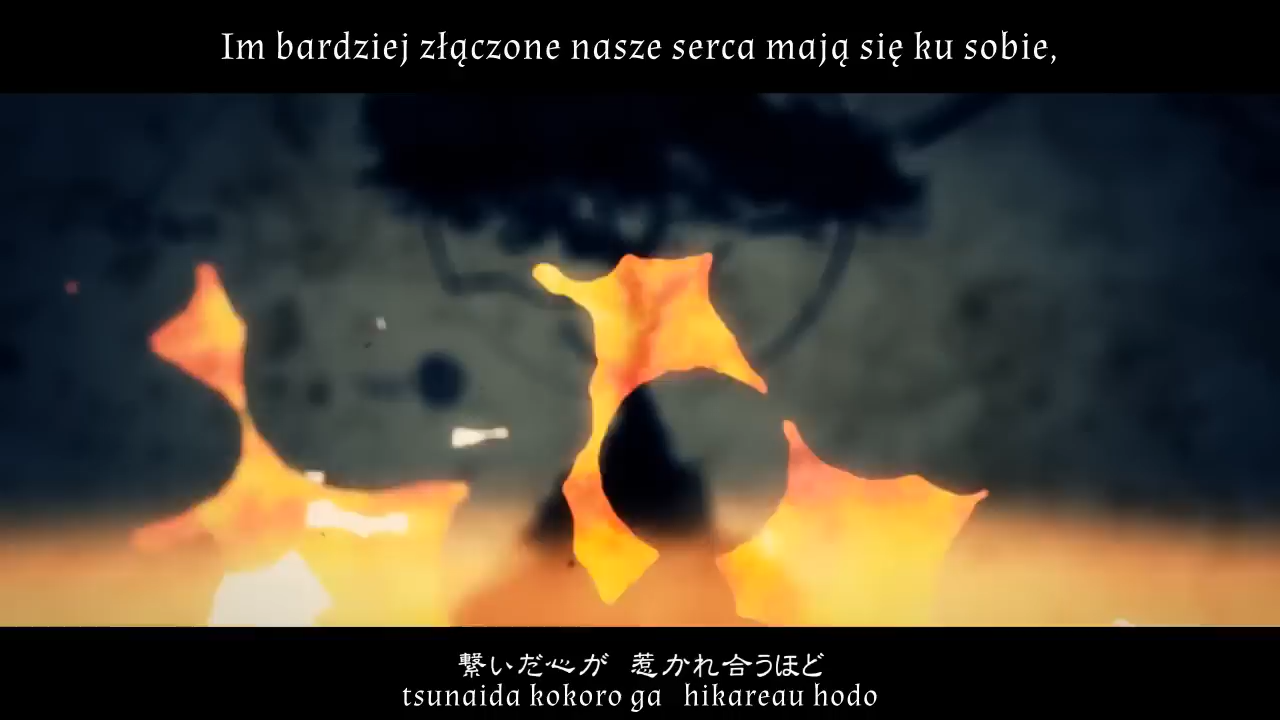 Im bardziej złączone nasze serca mają się ku sobie,
繋いだ心が 惹かれ合うほど
tsunaida kokoro ga hikareau hodo